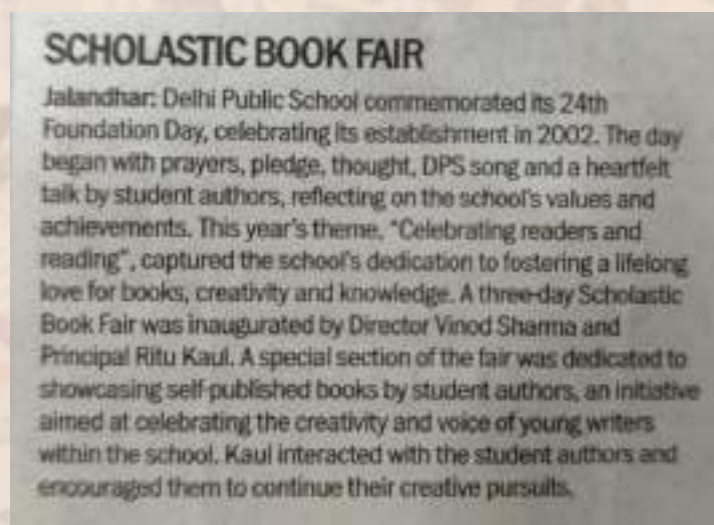 SCHOLASTIC BOOK FAIR
Jalandhar: Delhi Public School commemorated its 24th
Foundation Day, celebrating its establishment in 2002. The day
began with prayers, pledge, thought, DPS song and a heartfelt
talk by student authors, reflecting on the school's values and
achievements. This year's theme, "Celebrating readers and
reading", captured the school's dedication to fostering a lifelong
love for books, creativity and knowledge. A three-day Scholastic
Book Fair was inaugurated by Director Vinod Sharma and
Principal Ritu Kaul. A special section of the fair was dedicated to
showcasing self-published books by student authors, an initiative
aimed at celebrating the creativity and voice of young writers
within the school. Kaul interacted with the student authors and
encouraged them to continue their creative pursuits.